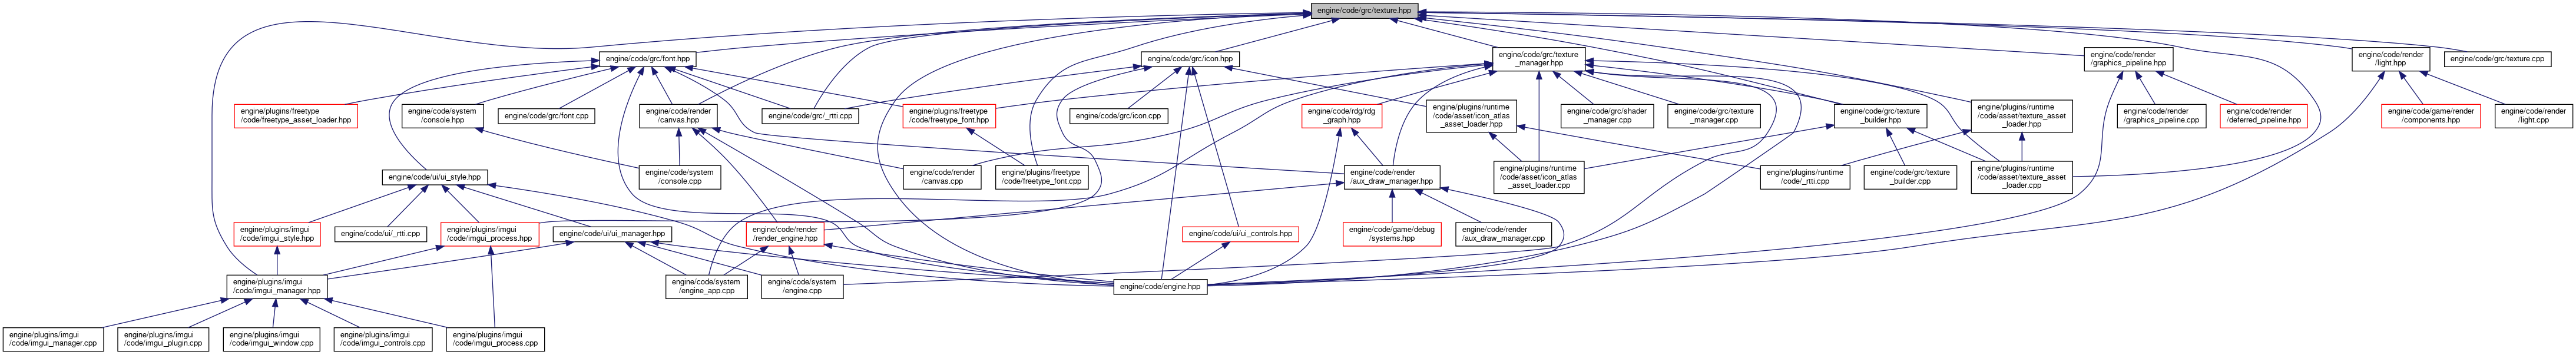 engine/code/grc/texture.hpp
engine/code/grc/font.hpp
engine/code/grc/icon.hpp
engine/code/grc/texture
_manager.hpp
engine/code/render
/graphics_pipeline.hpp
engine/code/render
/light.hpp
engine/code/grc/texture.cpp
engine/plugins/freetype
/code/freetype_asset_loader.hpp
engine/code/system
/console.hpp
engine/code/grc/font.cpp
engine/code/render
/canvas.hpp
engine/code/grc/_rtti.cpp
engine/plugins/freetype
/code/freetype_font.hpp
engine/code/grc/icon.cpp
engine/code/rdg/rdg
_graph.hpp
engine/plugins/runtime
/code/asset/icon_atlas
_asset_loader.hpp
engine/code/grc/shader
_manager.cpp
engine/code/grc/texture
_manager.cpp
engine/code/grc/texture
_builder.hpp
engine/plugins/runtime
/code/asset/texture_asset
_loader.hpp
engine/code/render
/graphics_pipeline.cpp
engine/code/render
/deferred_pipeline.hpp
engine/code/game/render
/components.hpp
engine/code/render
/light.cpp
engine/code/ui/ui_style.hpp
engine/code/system
/console.cpp
engine/code/render
/canvas.cpp
engine/plugins/freetype
/code/freetype_font.cpp
engine/code/render
/aux_draw_manager.hpp
engine/plugins/runtime
/code/asset/icon_atlas
_asset_loader.cpp
engine/plugins/runtime
/code/_rtti.cpp
engine/code/grc/texture
_builder.cpp
engine/plugins/runtime
/code/asset/texture_asset
_loader.cpp
engine/plugins/imgui
/code/imgui_style.hpp
engine/code/ui/_rtti.cpp
engine/plugins/imgui
/code/imgui_process.hpp
engine/code/ui/ui_manager.hpp
engine/code/render
/render_engine.hpp
engine/code/ui/ui_controls.hpp
engine/code/game/debug
/systems.hpp
engine/code/render
/aux_draw_manager.cpp
engine/plugins/imgui
/code/imgui_manager.hpp
engine/code/system
/engine_app.cpp
engine/code/system
/engine.cpp
engine/code/engine.hpp
engine/plugins/imgui
/code/imgui_manager.cpp
engine/plugins/imgui
/code/imgui_plugin.cpp
engine/plugins/imgui
/code/imgui_window.cpp
engine/plugins/imgui
/code/imgui_controls.cpp
engine/plugins/imgui
/code/imgui_process.cpp